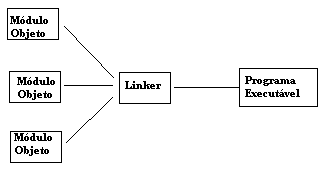 Módulo
Objeto
Módulo
Objeto
Módulo
Objeto
Linker
Programa
Executável